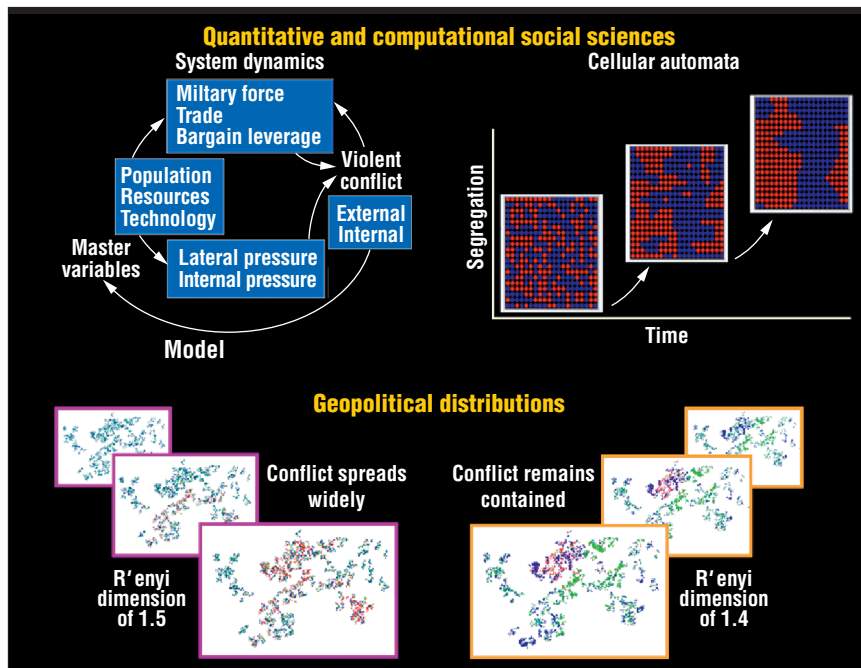 Quantitative and computational social sciences
System dynamics
Miltary force
Trade
Bargain leverage
Violent
conflict
Population
Resources
Technology
External
Internal
Master
variables
Lateral pressure
Internal pressure
Model
Cellular automata
Segregation
Time
Geopolitical distributions
Conflict spreads
widely
R′enyi
dimension
of 1.5
Conflict remains
contained
R′enyi
dimension
of 1.4